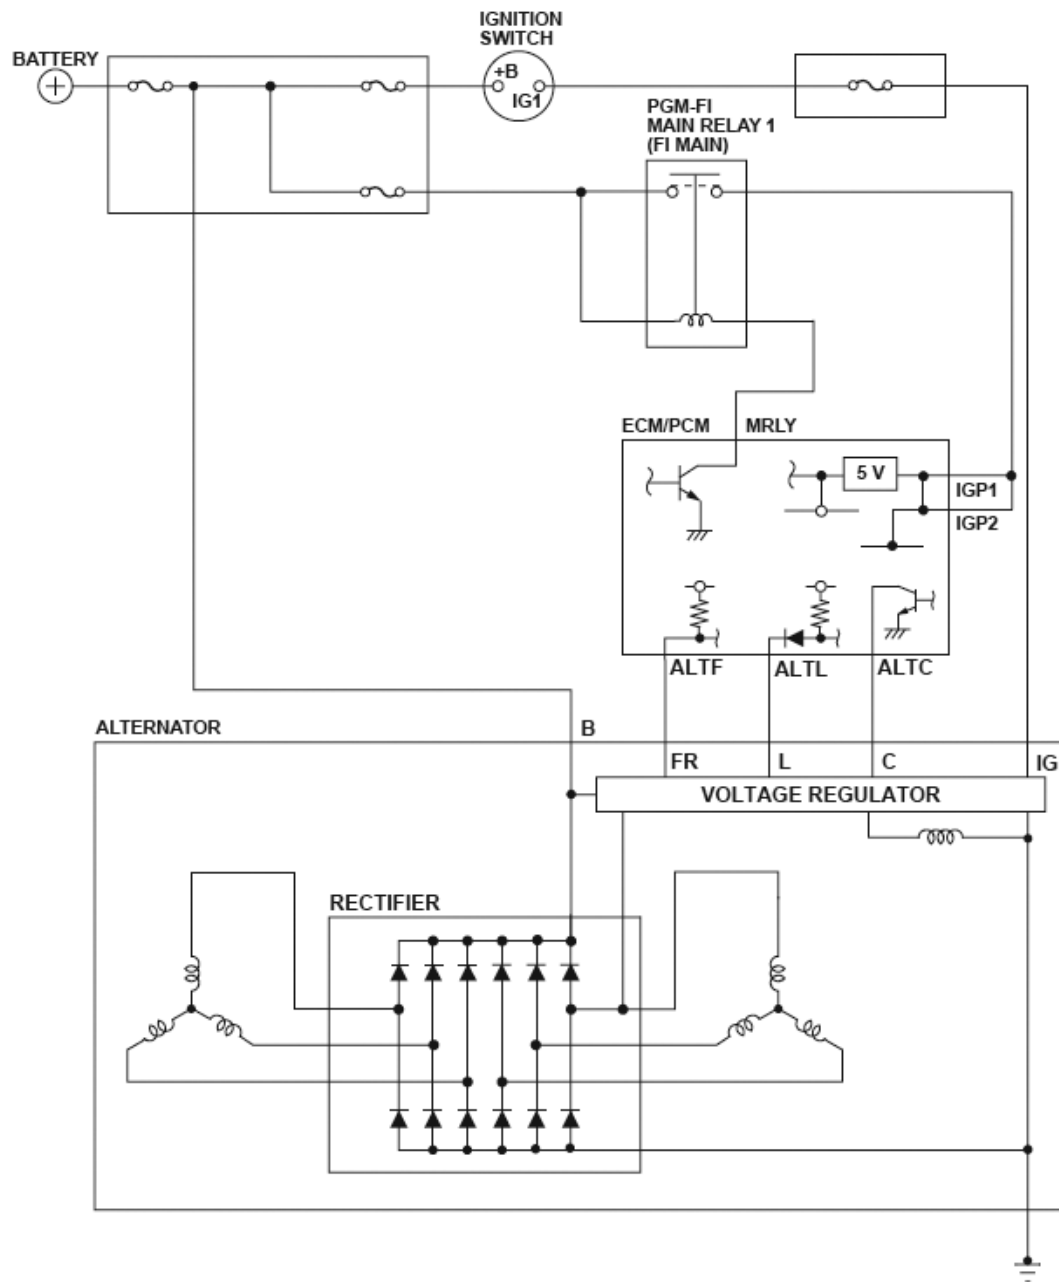 IGNITION
SWITCH
BATTERY
+B
IG1
PGM-FI
MAIN RELAY 1
(FI MAIN)
ECM/PCM MRLY
5 V
IGP1
IGP2
ALTF ALTL ALTC
ALTERNATOR B
FR L C IG
VOLTAGE REGULATOR
RECTIFIER